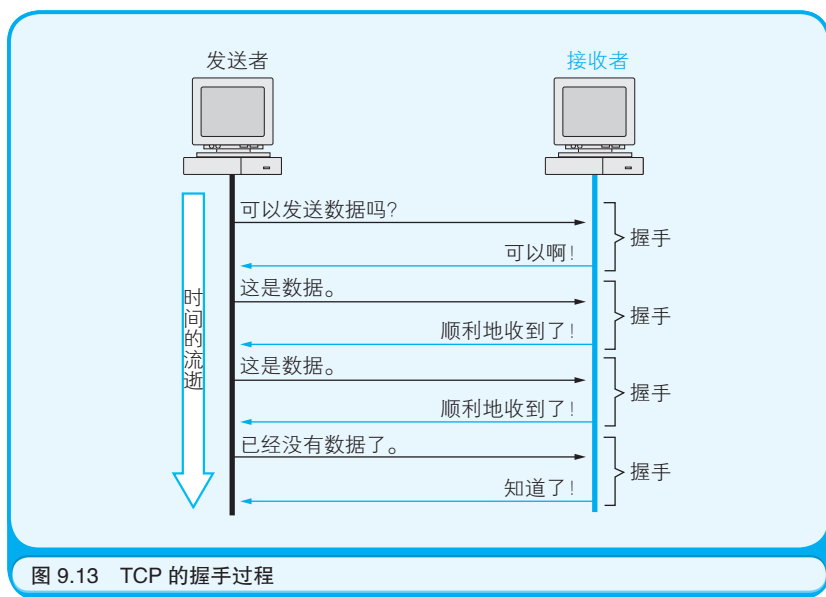 发送者
接收者
可以发送数据吗?
可以啊!
握手
这是数据。
顺利地收到了!
握手
这是数据。
顺利地收到了!
握手
已经没有数据了。
知道了!
握手
时间的流逝
图 9.13 TCP 的握手过程